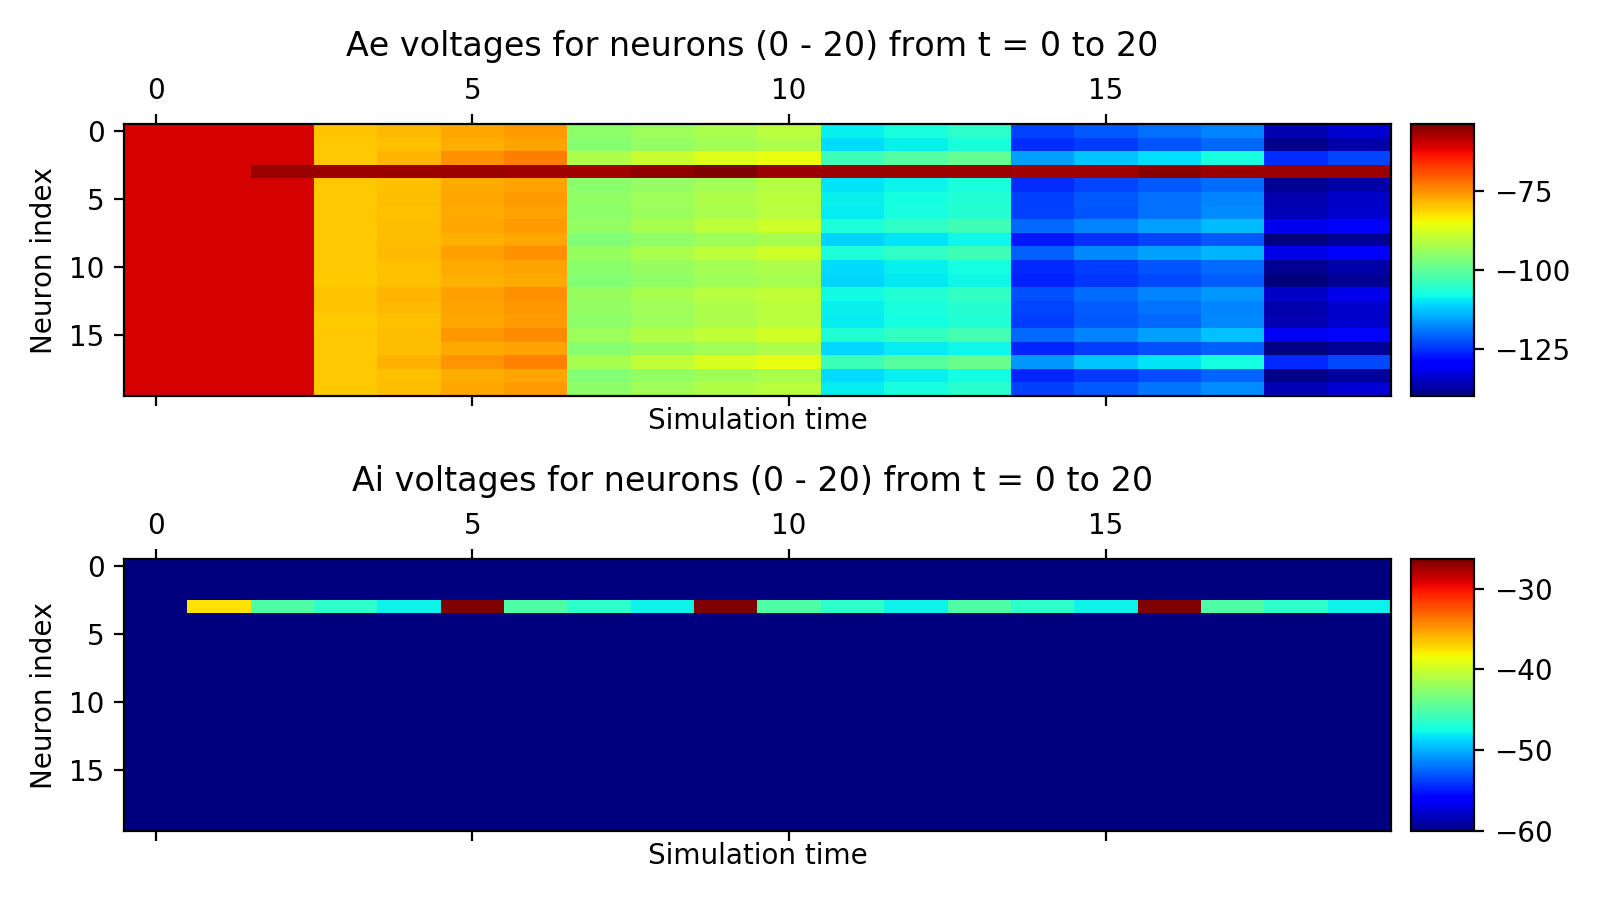 Ae voltages for neurons (0 - 20) from t = 0 to 20
0 5 10 15
Neuron index
0
5
10
15
Simulation time
−75
−100
−125
Ai voltages for neurons (0 - 20) from t = 0 to 20
0 5 10 15
Neuron index
0
5
10
15
Simulation time
−30
−40
−50
−60